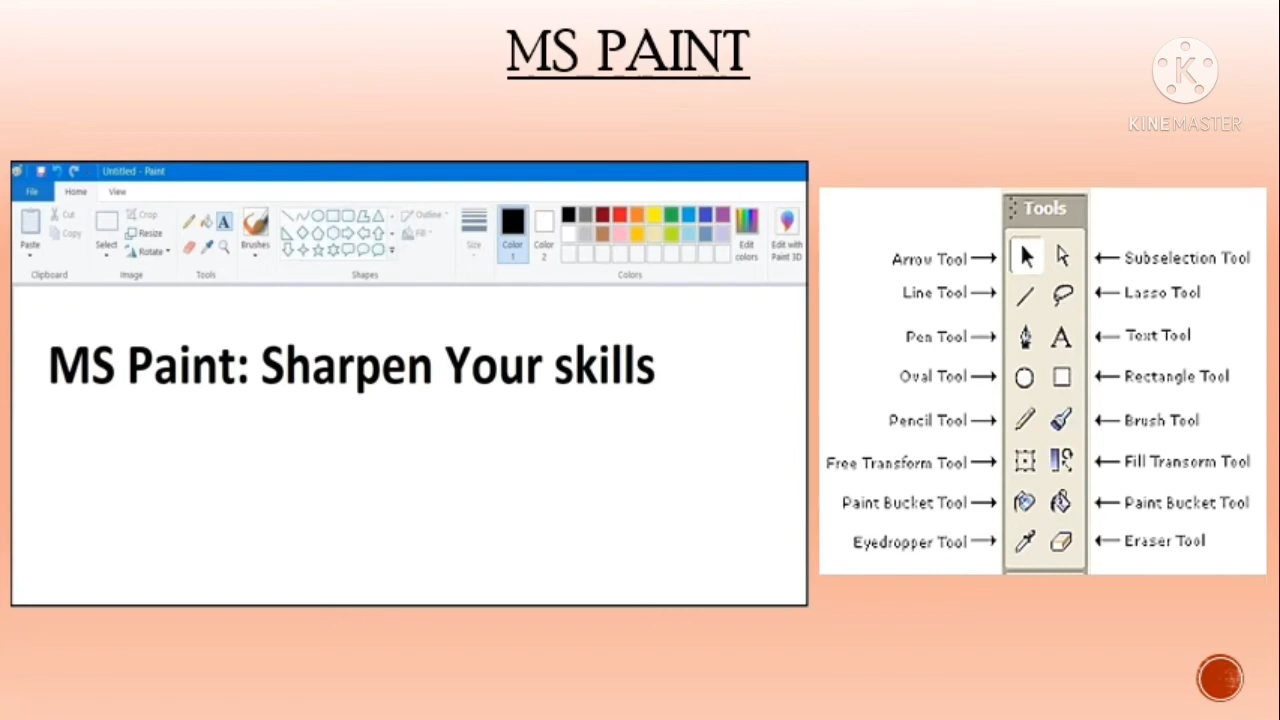 MS PAINT
KINEMASTER
Untitled - Paint
File Home View
Cut
Copy
Paste
Clipboard
Crop
Resize
Rotate
Select
Image
A
Tools
Brushes
Outline
Fill
Shapes
Size
Color 1
Color 2
Edit colors
Edit with Paint 3D
Colors
MS Paint: Sharpen Your skills
Tools
Arrow Tool
Subselection Tool
Line Tool
Lasso Tool
Pen Tool
Text Tool
Oval Tool
Rectangle Tool
Pencil Tool
Brush Tool
Free Transform Tool
Fill Transorm Tool
Paint Bucket Tool
Paint Bucket Tool
Eyedropper Tool
Eraser Tool